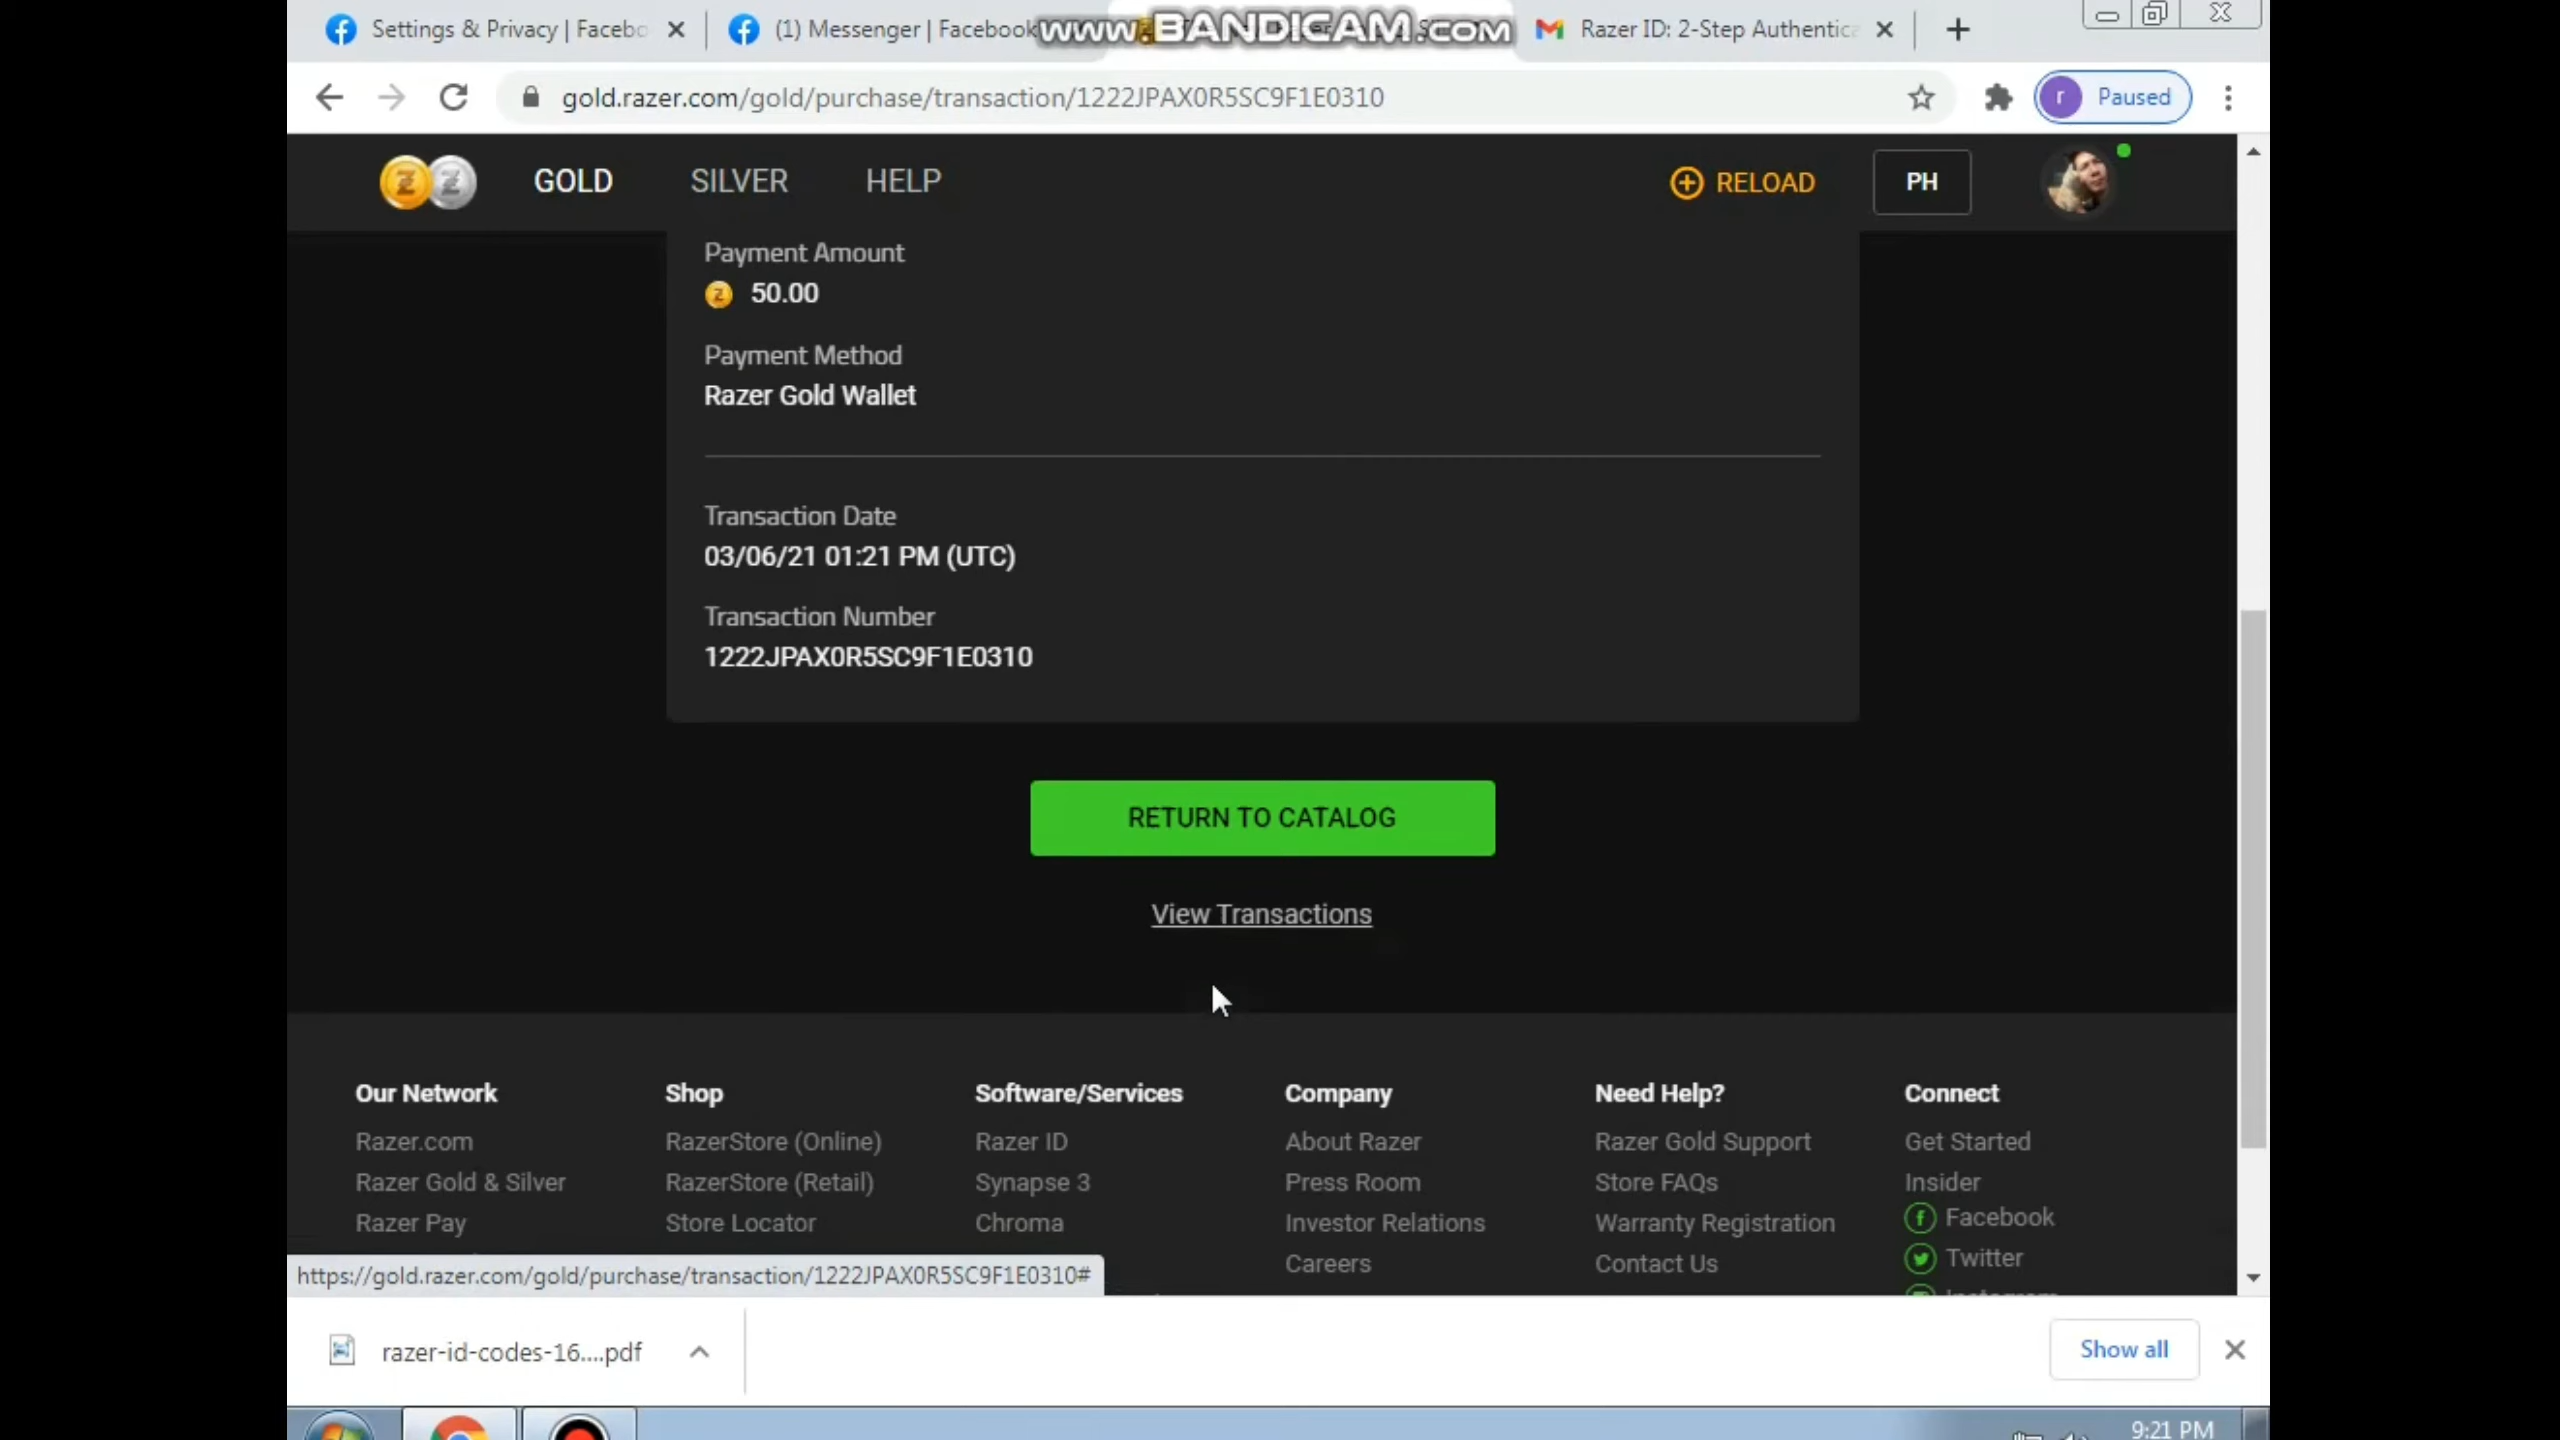 Settings & Privacy | Facebo
(1) Messenger | Facebook
www.BANDICAM.com
Razer ID: 2-Step Authentica
gold.razer.com/gold/purchase/transaction/1222JPAX0R5SC9F1E0310
r
Paused
GOLD
SILVER
HELP
RELOAD
PH
Payment Amount
50.00
Payment Method
Razer Gold Wallet
Transaction Date
03/06/21 01:21 PM (UTC)
Transaction Number
1222JPAX0R5SC9F1E0310
RETURN TO CATALOG
View Transactions
Our Network
Razer.com
Razer Gold & Silver
Razer Pay
Shop
RazerStore (Online)
RazerStore (Retail)
Store Locator
Software/Services
Razer ID
Synapse 3
Chroma
Company
About Razer
Press Room
Investor Relations
Careers
Need Help?
Razer Gold Support
Store FAQs
Warranty Registration
Contact Us
Connect
Get Started
Insider
Facebook
Twitter
https://gold.razer.com/gold/purchase/transaction/1222JPAX0R5SC9F1E0310#
razer-id-codes-16....pdf
Show all
9:21 PM